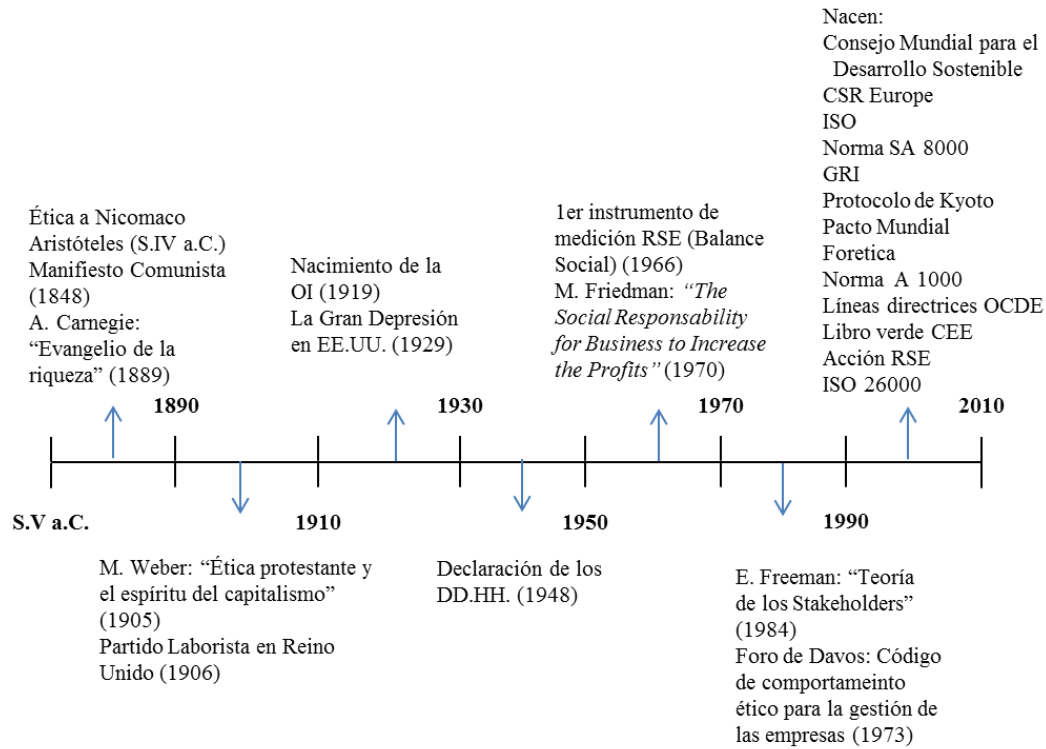 Nacen:
Consejo Mundial para el
Desarrollo Sostenible
CSR Europe
ISO
Norma SA 8000
GRI
Protocolo de Kyoto
Pacto Mundial
Foretica
Norma A 1000
Líneas directrices OCDE
Libro verde CEE
Acción RSE
ISO 26000
Ética a Nicomaco
Aristóteles (S.IV a.C.)
Manifiesto Comunista
(1848)
A. Carnegie:
“Evangelio de la
riqueza” (1889)
Nacimiento de la
OI (1919)
La Gran Depresión
en EE.UU. (1929)
1er instrumento de
medición RSE (Balance
Social) (1966)
M. Friedman: “The
Social Responsability
for Business to Increase
the Profits” (1970)
1890
1930
1970
2010
S.V a.C.
1910
1950
1990
M. Weber: “Ética protestante y
el espíritu del capitalismo”
(1905)
Partido Laborista en Reino
Unido (1906)
Declaración de los
DD.HH. (1948)
E. Freeman: “Teoría
de los Stakeholders”
(1984)
Foro de Davos: Código
de comportameinto
ético para la gestión de
las empresas (1973)